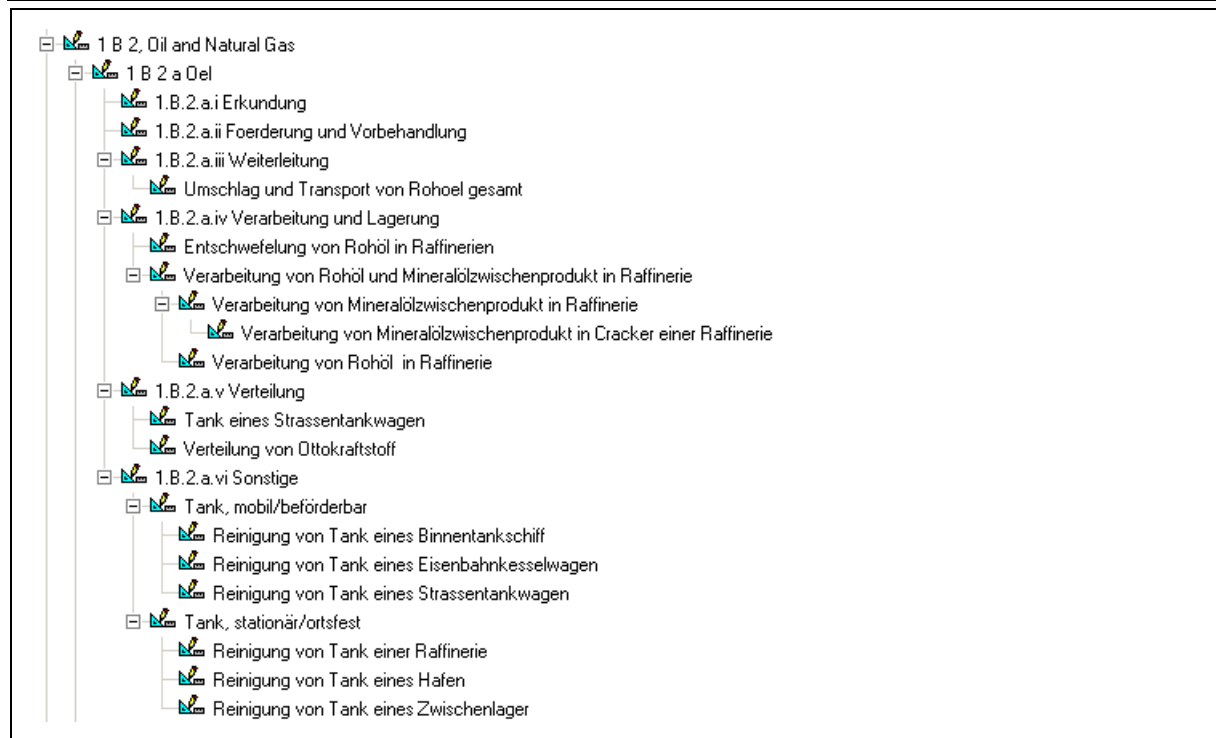 1 B 2, Oil and Natural Gas
1 B 2 a Oel
1.B.2.a.i Erkundung
1.B.2.a.ii Foerderung und Vorbehandlung
1.B.2.a.iii Weiterleitung
Umschlag und Transport von Rohoel gesamt
1.B.2.a.iv Verarbeitung und Lagerung
Entschwefelung von Rohöl in Raffinerien
Verarbeitung von Rohöl und Mineralölzwischenprodukt in Raffinerie
Verarbeitung von Mineralölzwischenprodukt in Raffinerie
Verarbeitung von Mineralölzwischenprodukt in Cracker einer Raffinerie
Verarbeitung von Rohöl in Raffinerie
1.B.2.a.v Verteilung
Tank eines Strassentankwagen
Verteilung von Ottokraftstoff
1.B.2.a.vi Sonstige
Tank, mobil/beförderbar
Reinigung von Tank eines Binnentankschiff
Reinigung von Tank eines Eisenbahnkesselwagen
Reinigung von Tank eines Strassentankwagen
Tank, stationär/ortsfest
Reinigung von Tank einer Raffinerie
Reinigung von Tank eines Hafen
Reinigung von Tank eines Zwischenlager